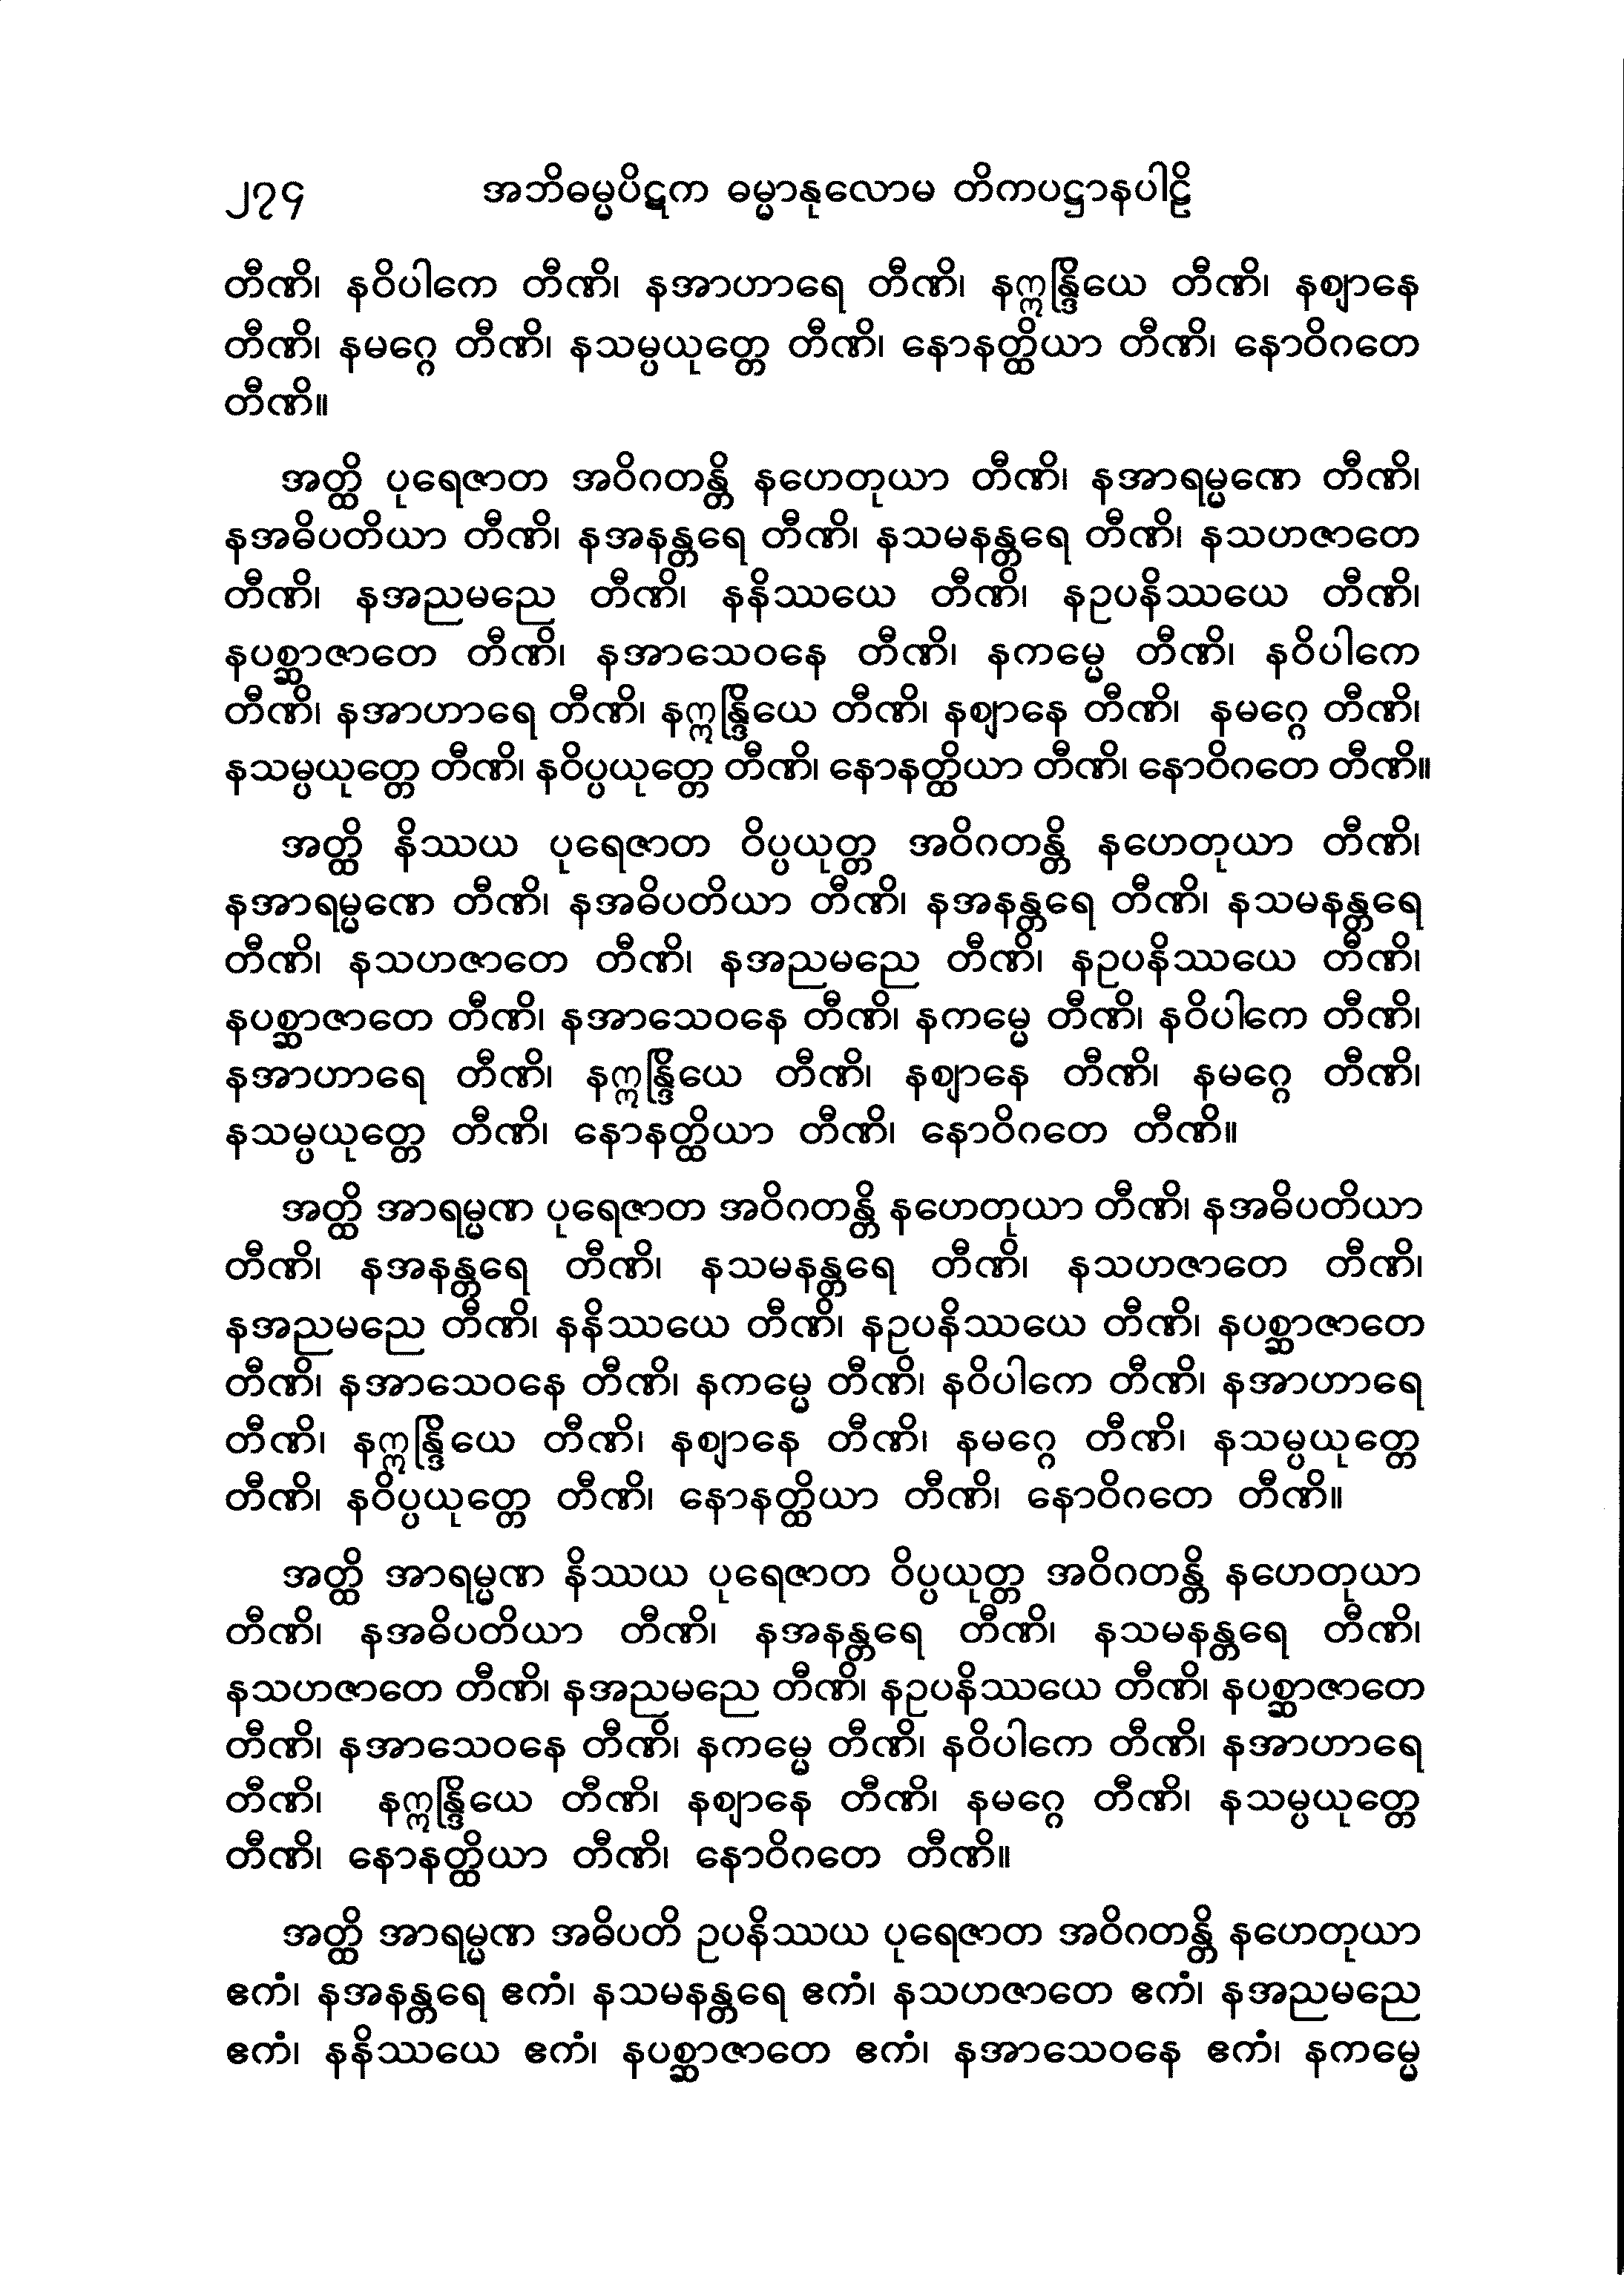 ၂၇၄ အဘိဓမ္မပိဋက ဓမ္မာနုလောမ တိကပဋ္ဌာနပါဠိ
တီဏိ၊ နဝိပါကေ တီဏိ၊ နအာဟာရေ တီဏိ၊ နဣန္ဒြိယေ တီဏိ၊ နဈာနေ
တီဏိ၊ နမဂ္ဂေ တီဏိ၊ နသမ္ပယုတ္တေ တီဏိ၊ နောနတ္ထိယာ တီဏိ၊ နောဝိဂတေ
တီဏိ။
အတ္ထိ ပုရေဇာတ အဝိဂတန္တိ နဟေတုယာ တီဏိ၊ နအာရမ္မဏေ တီဏိ၊
နအဓိပတိယာ တီဏိ၊ နအနန္တရေ တီဏိ၊ နသမနန္တရေ တီဏိ၊ နသဟဇာတေ
တီဏိ၊ နအညမညေ တီဏိ၊ နနိဿယေ တီဏိ၊ နဥပနိဿယေ တီဏိ၊
နပစ္ဆာဇာတေ တီဏိ၊ နအာသေဝနေ တီဏိ၊ နကမ္မေ တီဏိ၊ နဝိပါကေ
တီဏိ၊ နအာဟာရေ တီဏိ၊ နဣန္ဒြိယေ တီဏိ၊ နဈာနေ တီဏိ၊ နမဂ္ဂေ တီဏိ၊
နသမ္ပယုတ္တေ တီဏိ၊ နဝိပ္ပယုတ္တေ တီဏိ၊ နောနတ္ထိယာ တီဏိ၊ နောဝိဂတေ တီဏိ။
အတ္ထိ နိဿယ ပုရေဇာတ ဝိပ္ပယုတ္တ အဝိဂတန္တိ နဟေတုယာ တီဏိ၊
နအာရမ္မဏေ တီဏိ၊ နအဓိပတိယာ တီဏိ၊ နအနန္တရေ တီဏိ၊ နသမနန္တရေ
တီဏိ၊ နသဟဇာတေ တီဏိ၊ နအညမညေ တီဏိ၊ နဥပနိဿယေ တီဏိ၊
နပစ္ဆာဇာတေ တီဏိ၊ နအာသေဝနေ တီဏိ၊ နကမ္မေ တီဏိ၊ နဝိပါကေ တီဏိ၊
နအာဟာရေ တီဏိ၊ နဣန္ဒြိယေ တီဏိ၊ နဈာနေ တီဏိ၊ နမဂ္ဂေ တီဏိ၊
နသမ္ပယုတ္တေ တီဏိ၊ နောနတ္ထိယာ တီဏိ၊ နောဝိဂတေ တီဏိ။
အတ္ထိ အာရမ္မဏ ပုရေဇာတ အဝိဂတန္တိ နဟေတုယာ တီဏိ၊ နအဓိပတိယာ
တီဏိ၊ နအနန္တရေ တီဏိ၊ နသမနန္တရေ တီဏိ၊ နသဟဇာတေ တီဏိ၊
နအညမညေ တီဏိ၊ နနိဿယေ တီဏိ၊ နဥပနိဿယေ တီဏိ၊ နပစ္ဆာဇာတေ
တီဏိ၊ နအာသေဝနေ တီဏိ၊ နကမ္မေ တီဏိ၊ နဝိပါကေ တီဏိ၊ နအာဟာရေ
တီဏိ၊ နဣန္ဒြိယေ တီဏိ၊ နဈာနေ တီဏိ၊ နမဂ္ဂေ တီဏိ၊ နသမ္ပယုတ္တေ
တီဏိ၊ နဝိပ္ပယုတ္တေ တီဏိ၊ နောနတ္ထိယာ တီဏိ၊ နောဝိဂတေ တီဏိ။
အတ္ထိ အာရမ္မဏ နိဿယ ပုရေဇာတ ဝိပ္ပယုတ္တ အဝိဂတန္တိ နဟေတုယာ
တီဏိ၊ နအဓိပတိယာ တီဏိ၊ နအနန္တရေ တီဏိ၊ နသမနန္တရေ တီဏိ၊
နသဟဇာတေ တီဏိ၊ နအညမညေ တီဏိ၊ နဥပနိဿယေ တီဏိ၊ နပစ္ဆာဇာတေ
တီဏိ၊ နအာသေဝနေ တီဏိ၊ နကမ္မေ တီဏိ၊ နဝိပါကေ တီဏိ၊ နအာဟာရေ
တီဏိ၊ နဣန္ဒြိယေ တီဏိ၊ နဈာနေ တီဏိ၊ နမဂ္ဂေ တီဏိ၊ နသမ္ပယုတ္တေ
တီဏိ၊ နောနတ္ထိယာ တီဏိ၊ နောဝိဂတေ တီဏိ။
အတ္ထိ အာရမ္မဏ အဓိပတိ ဥပနိဿယ ပုရေဇာတ အဝိဂတန္တိ နဟေတုယာ
ဧကံ၊ နအနန္တရေ ဧကံ၊ နသမနန္တရေ ဧကံ၊ နသဟဇာတေ ဧကံ၊ နအညမညေ
ဧကံ၊ နနိဿယေ ဧကံ၊ နပစ္ဆာဇာတေ ဧကံ၊ နအာသေဝနေ ဧကံ၊ နကမ္မေ